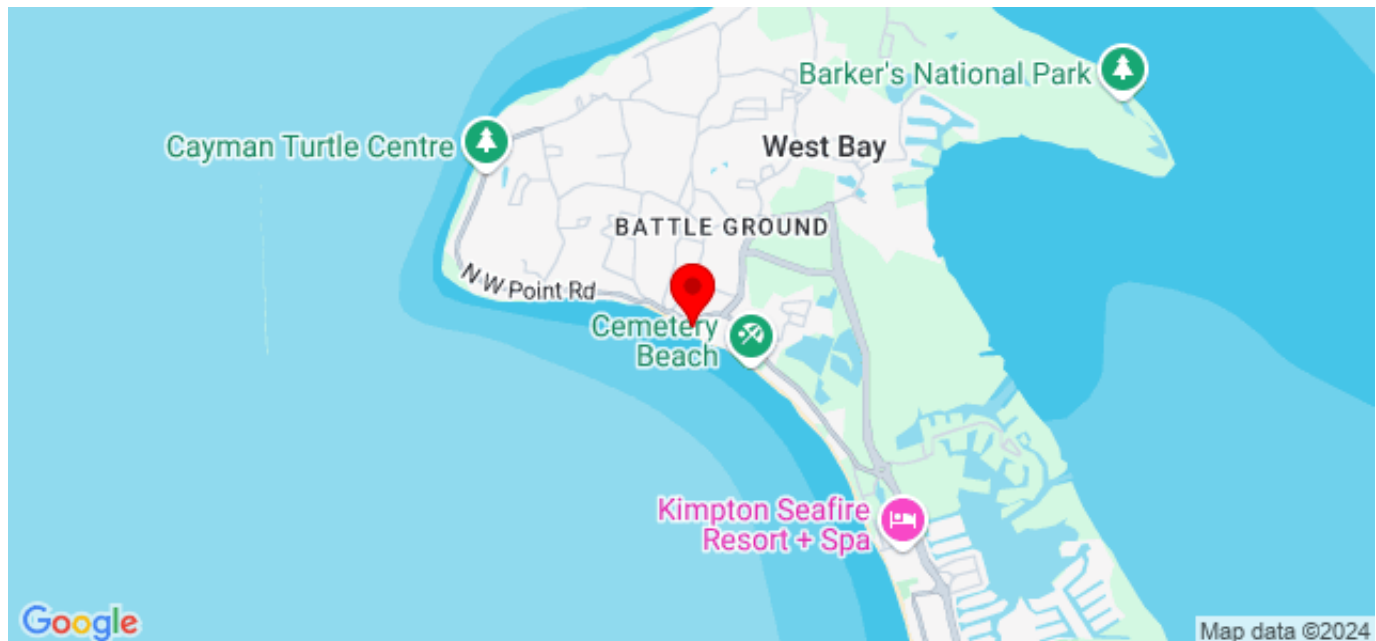 Barker's National Park
Cayman Turtle Centre
West Bay
BATTLE GROUND
N W Point Rd
Cemetery
Beach
Kimpton Seafire
Resort + Spa
Google
Map data ©2024